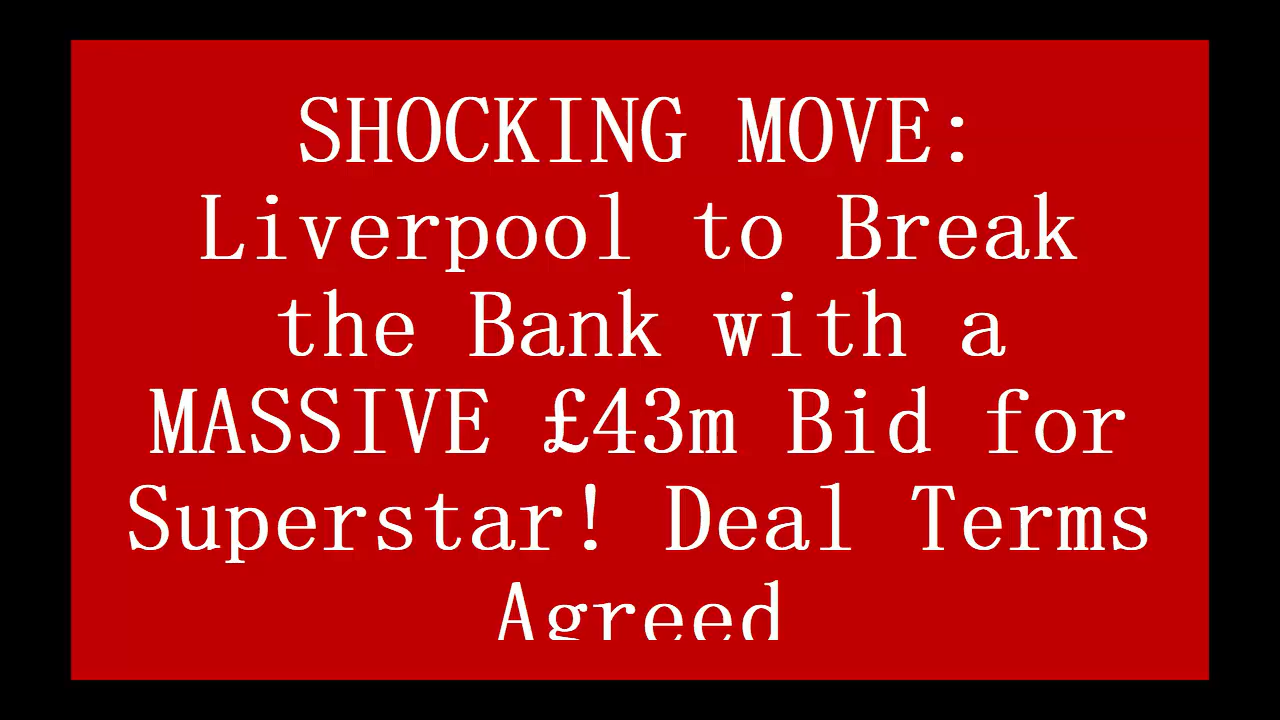 SHOCKING MOVE:
Liverpool to Break
the Bank with a
MASSIVE £43m Bid for
Superstar! Deal Terms
Agreed